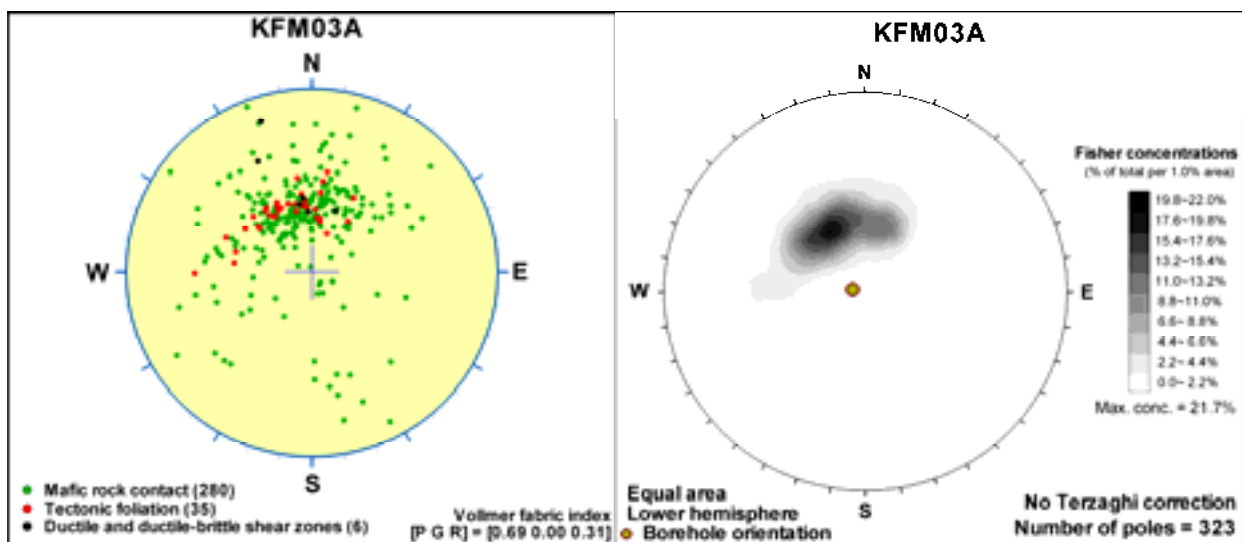 KFM03A
N
W
E
S
Mafic rock contact (280)
Tectonic foliation (35)
Ductile and ductile-brittle shear zones (6)
Vollmer fabric index
[P G R] = [0.69 0.00 0.31]
KFM03A
N
W
E
S
Fisher concentrations
(% of total per 1.0% area)
19.8~22.0%
17.6~19.8%
15.4~17.6%
13.2~15.4%
11.0~13.2%
8.8~11.0%
6.6~8.8%
4.4~6.6%
2.2~4.4%
0.0~2.2%
Max. conc. = 21.7%
Equal area
Lower hemisphere
Borehole orientation
No Terzaghi correction
Number of poles = 323